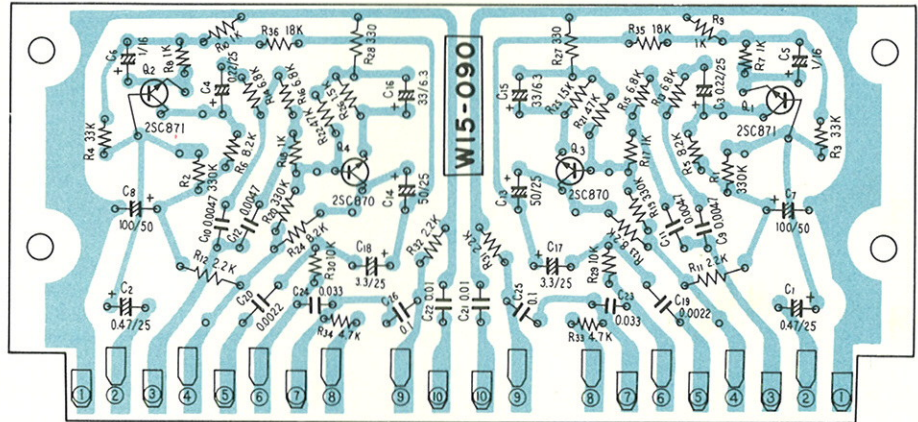 R10 1K
R36 18K
R28 330
C6
1/16
R8 1K
Q2
C4
0.22/25
R14 6.8K
R16 6.8K
R26 1.5K
R22 47K
C16
33/6.3
2SC871
R4 33K
R2
330K
R6 8.2K
R18 1K
Q4
2SC870
C14
50/25
C8
100/50
C10 0.0047
C12 0.0047
R20 330K
R24 8.2K
R12 2.2K
R30 10K
C18
3.3/25
R32 2.2K
C2
0.47/25
C20
0.0022
C24 0.033
R34 4.7K
C26
0.1
C22 0.01
W15-090
R27 330
R35 18K
R9
1K
R7 1K
C5
1/16
C15
33/6.3
R25 1.5K
R21 47K
R15 6.8K
R13 6.8K
C3 0.22/25
Q1
2SC871
R3 33K
Q3
2SC870
R17 1K
R5 8.2K
R1
330K
C13
50/25
R19 330K
C11 0.0047
C9 0.0047
C7
100/50
R23 8.2K
R31 2.2K
C17
3.3/25
R29 10K
R11 2.2K
C21 0.01
C25
0.1
C23
0.033
R33 4.7K
C19
0.0022
C1
0.47/25
1 2 3 4 5 6 7 8 9 10 10 9 8 7 6 5 4 3 2 1